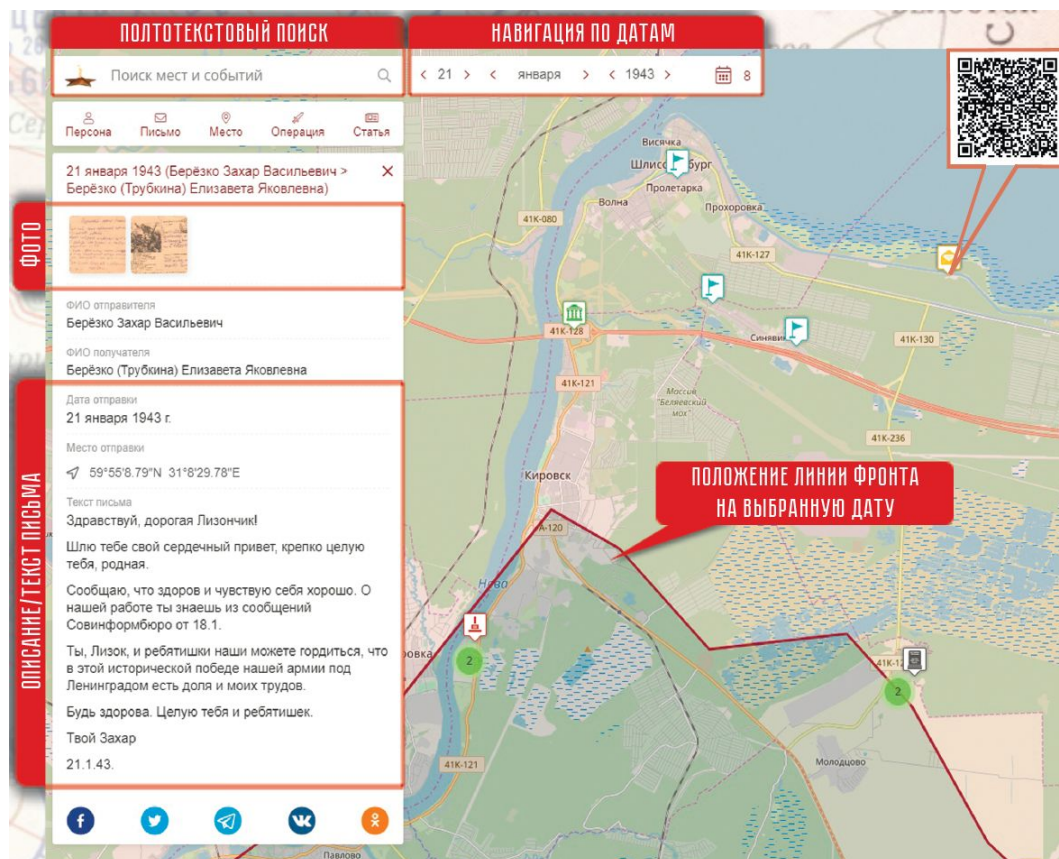 ПОЛТОТЕКСТОВЫЙ ПОИСК
НАВИГАЦИЯ ПО ДАТАМ
Поиск мест и событий
< 21 > < января > < 1943 > 8
Персона Письмо Место Операция Статья
21 января 1943 (Берёзко Захар Васильевич >
Берёзко (Трубкина) Елизавета Яковлевна)
ФОТО
ФИО отправителя
Берёзко Захар Васильевич
ФИО получателя
Берёзко (Трубкина) Елизавета Яковлевна
ОПИСАНИЕ/ТЕКСТ ПИСЬМА
Дата отправки
21 января 1943 г.
Место отправки
59°55'8.79"N 31°8'29.78"E
Текст письма
Здравствуй, дорогая Лизончик!
Шлю тебе свой сердечный привет, крепко целую
тебя, родная.
Сообщаю, что здоров и чувствую себя хорошо. О
нашей работе ты знаешь из сообщений
Совинформбюро от 18.1.
Ты, Лизок, и ребятишки наши можете гордиться, что
в этой исторической победе нашей армии под
Ленинградом есть доля и моих трудов.
Будь здорова. Целую тебя и ребятишек.
Твой Захар
21.1.43.
Висячка
Пролетарка
Волна
Прохоровка
41К-080
41К-127
41К-128
41К-130
41К-121
Массив
"Беляевский
мох"
41К-236
Кировск
ПОЛОЖЕНИЕ ЛИНИИ ФРОНТА
НА ВЫБРАННУЮ ДАТУ
А-120
Нева
2
2
Молодцово
41К-121
Павлово